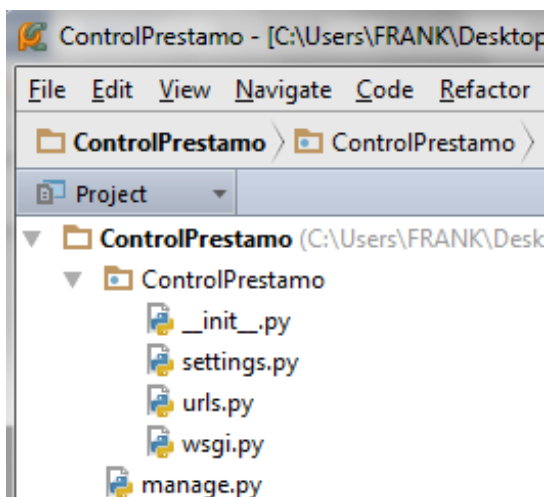 ControlPrestamo - [C:\Users\FRANK\Desktop
File Edit View Navigate Code Refactor
ControlPrestamo ControlPrestamo
Project
ControlPrestamo (C:\Users\FRANK\Desk
ControlPrestamo
__init__.py
settings.py
urls.py
wsgi.py
manage.py